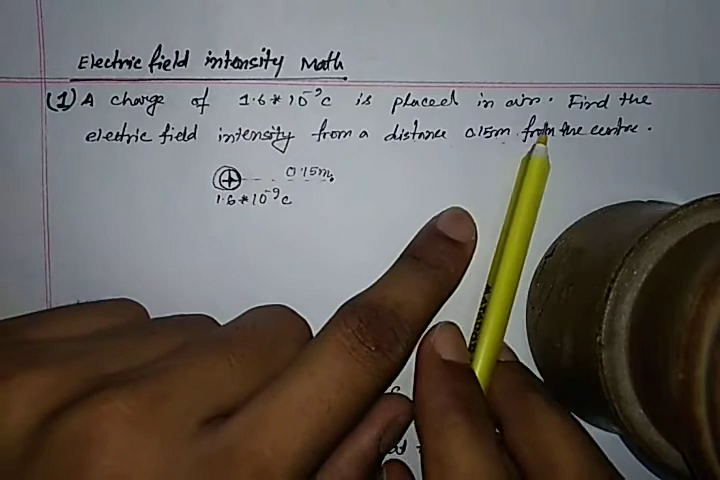 Electric field intensity Math
(1) A charge of 1.6*10⁻⁹c is placed in air. Find the
electric field intensity from a distance 0.15m from the centre.
0.15m
1.6*10⁻⁹c